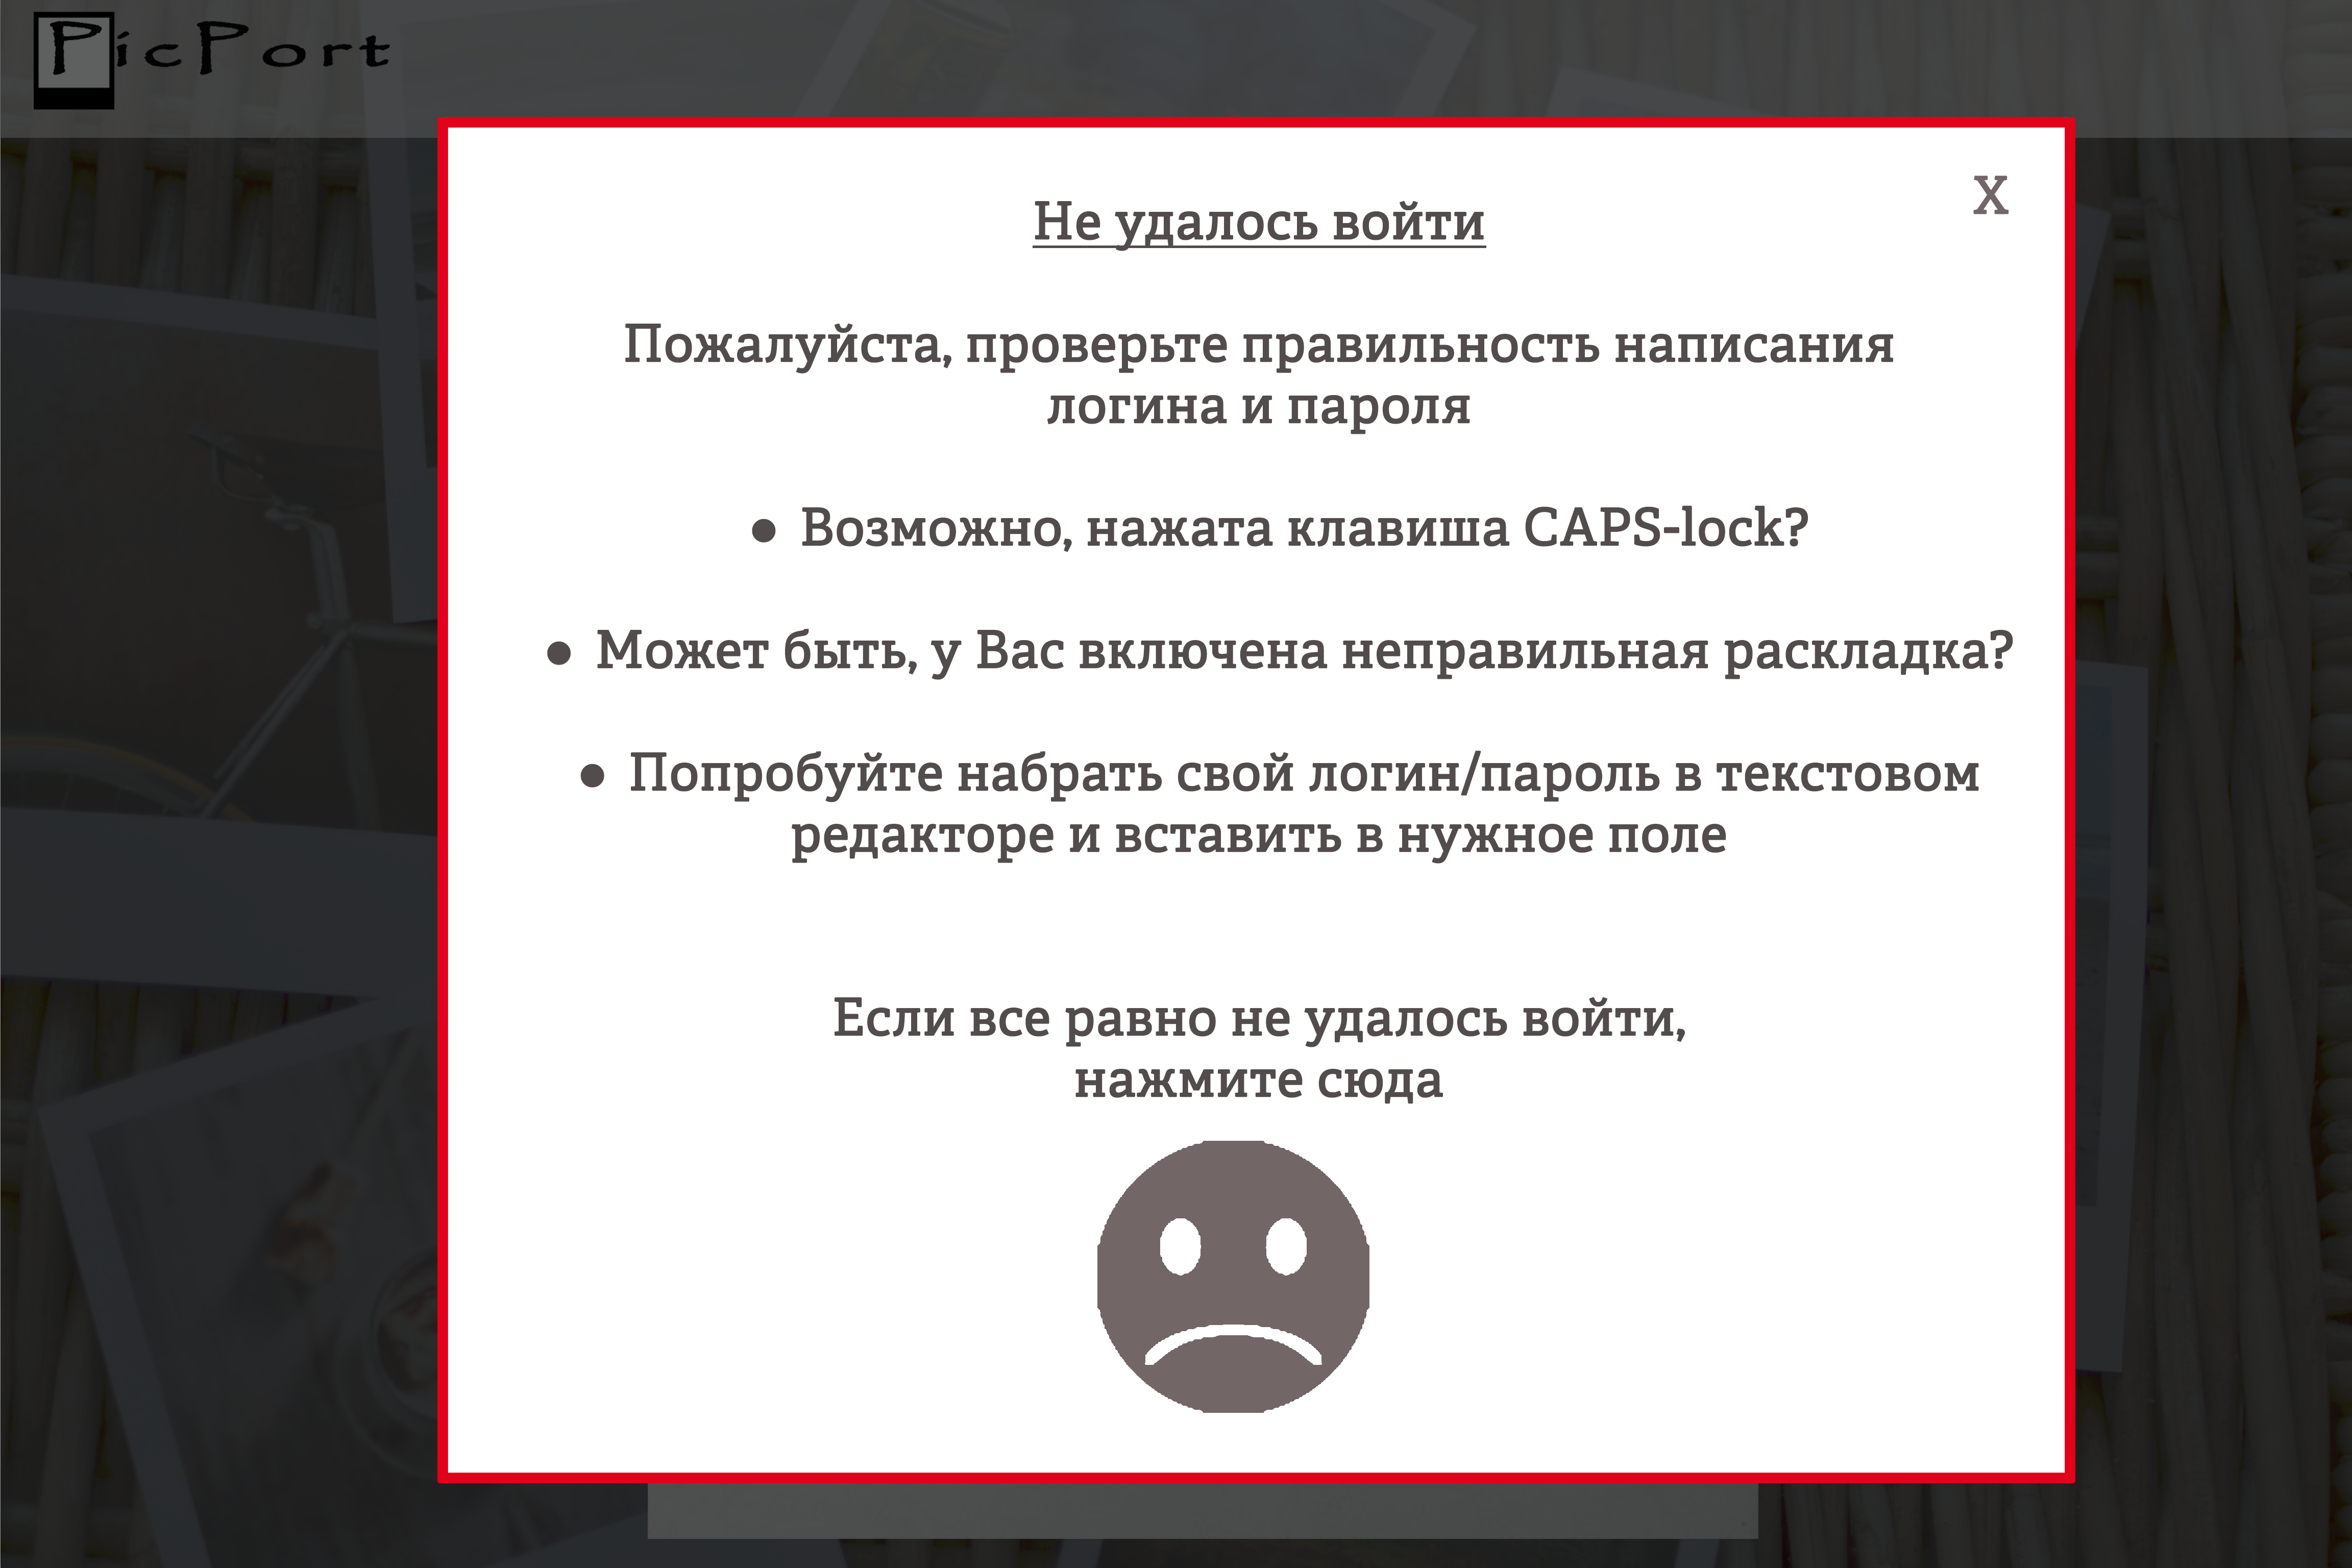 PicPort
X
Не удалось войти
Пожалуйста, проверьте правильность написания
логина и пароля
● Возможно, нажата клавиша CAPS-lock?
● Может быть, у Вас включена неправильная раскладка?
● Попробуйте набрать свой логин/пароль в текстовом
редакторе и вставить в нужное поле
Если все равно не удалось войти,
нажмите сюда